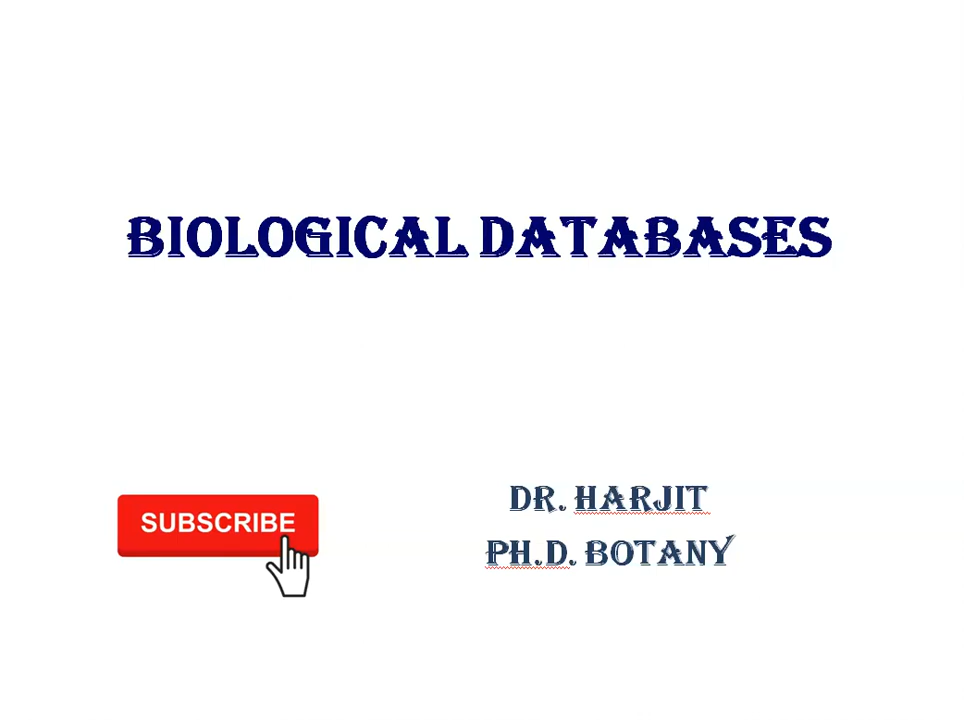 BIOLOGICAL DATABASES
DR. HARJIT
SUBSCRIBE
PH.D. BOTANY